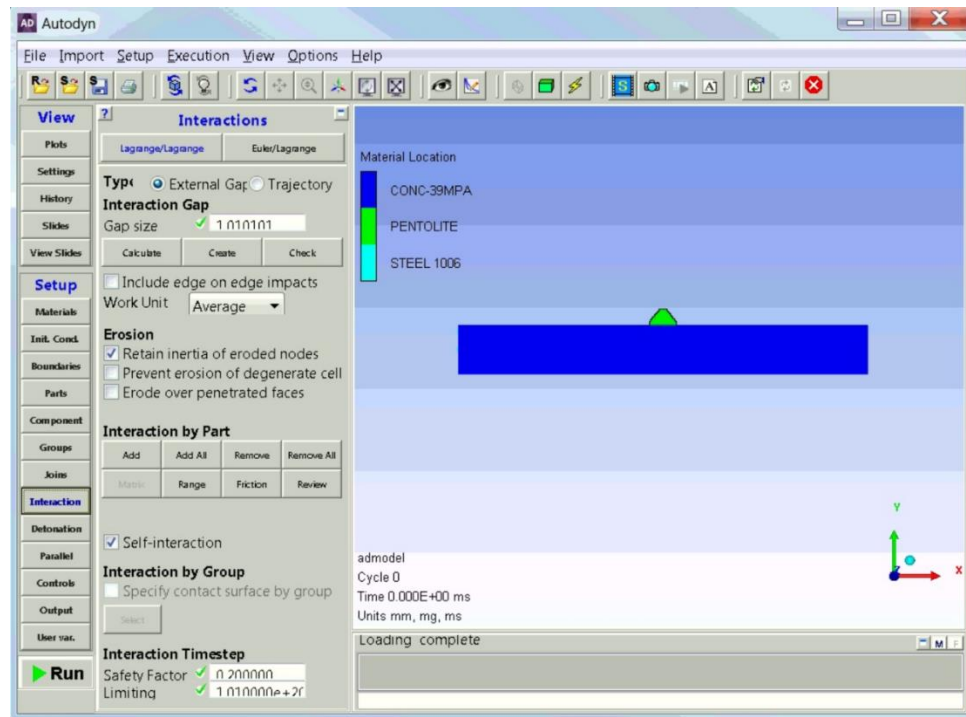 AD Autodyn
File Import Setup Execution View Options Help
View
Plots
Settings
History
Slides
View Slides
Setup
Materials
Init. Cond.
Boundaries
Parts
Component
Groups
Joins
Interaction
Detonation
Parallel
Controls
Output
User var.
Run
? Interactions
Lagrange/Lagrange Euler/Lagrange
Type External Gap Trajectory
Interaction Gap
Gap size 1.010101
Calculate Create Check
Include edge on edge impacts
Work Unit Average
Erosion
Retain inertia of eroded nodes
Prevent erosion of degenerate cell
Erode over penetrated faces
Interaction by Part
Add Add All Remove Remove All
Matrix Range Friction Review
Self-interaction
Interaction by Group
Specify contact surface by group
Select
Interaction Timestep
Safety Factor 0.200000
Limiting 1.010000e+20
Material Location
CONC-39MPA
PENTOLITE
STEEL 1006
Y
Z X
admodel
Cycle 0
Time 0.000E+00 ms
Units mm, mg, ms
Loading complete
M F